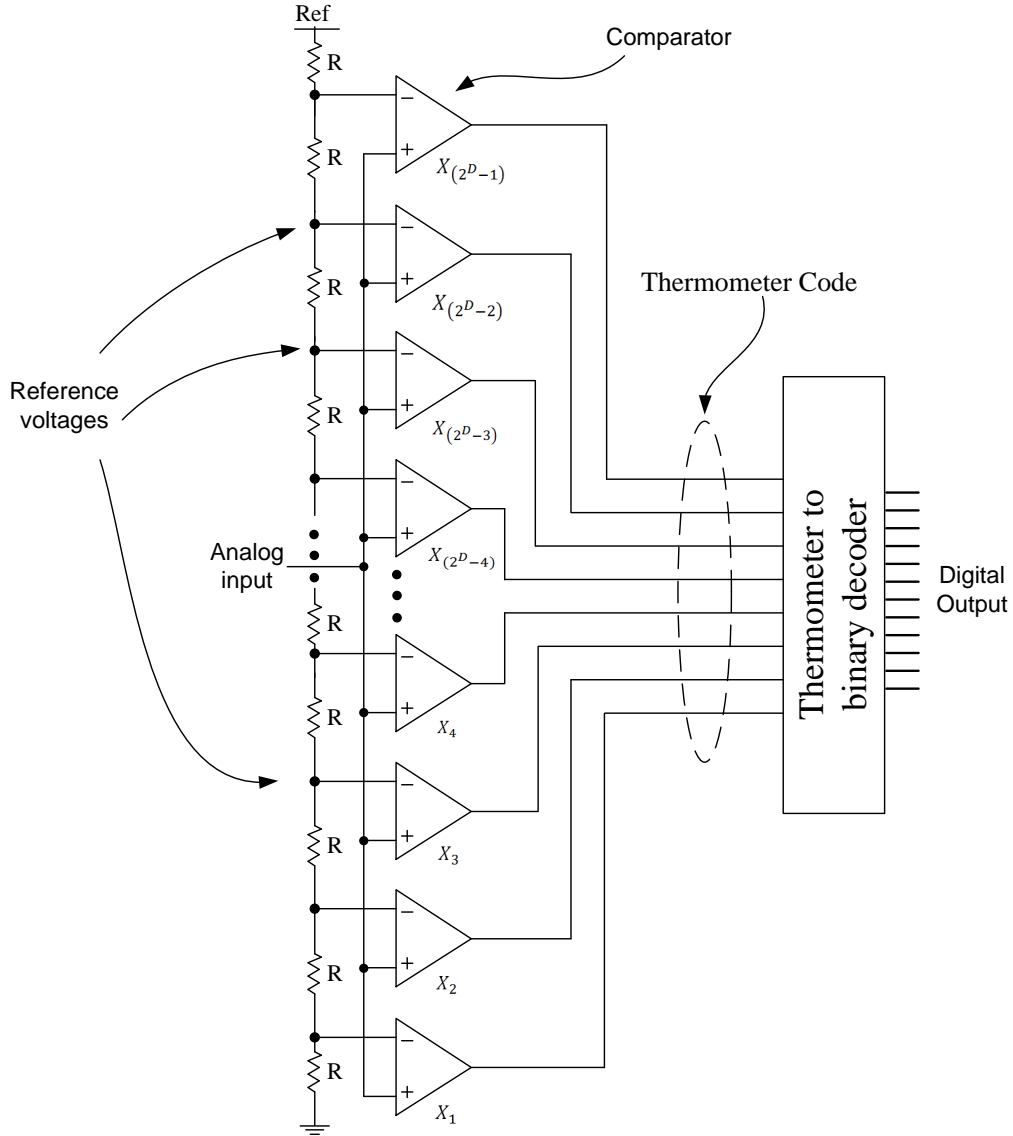 Ref
R
Comparator
−
+
R
X(2^D−1)
−
+
R
X(2^D−2)
Thermometer Code
−
+
R
X(2^D−3)
Reference
voltages
−
+
X(2^D−4)
Analog
input
R
−
+
R
X4
Thermometer to
binary decoder
Digital
Output
−
+
R
X3
−
+
R
X2
−
+
R
X1